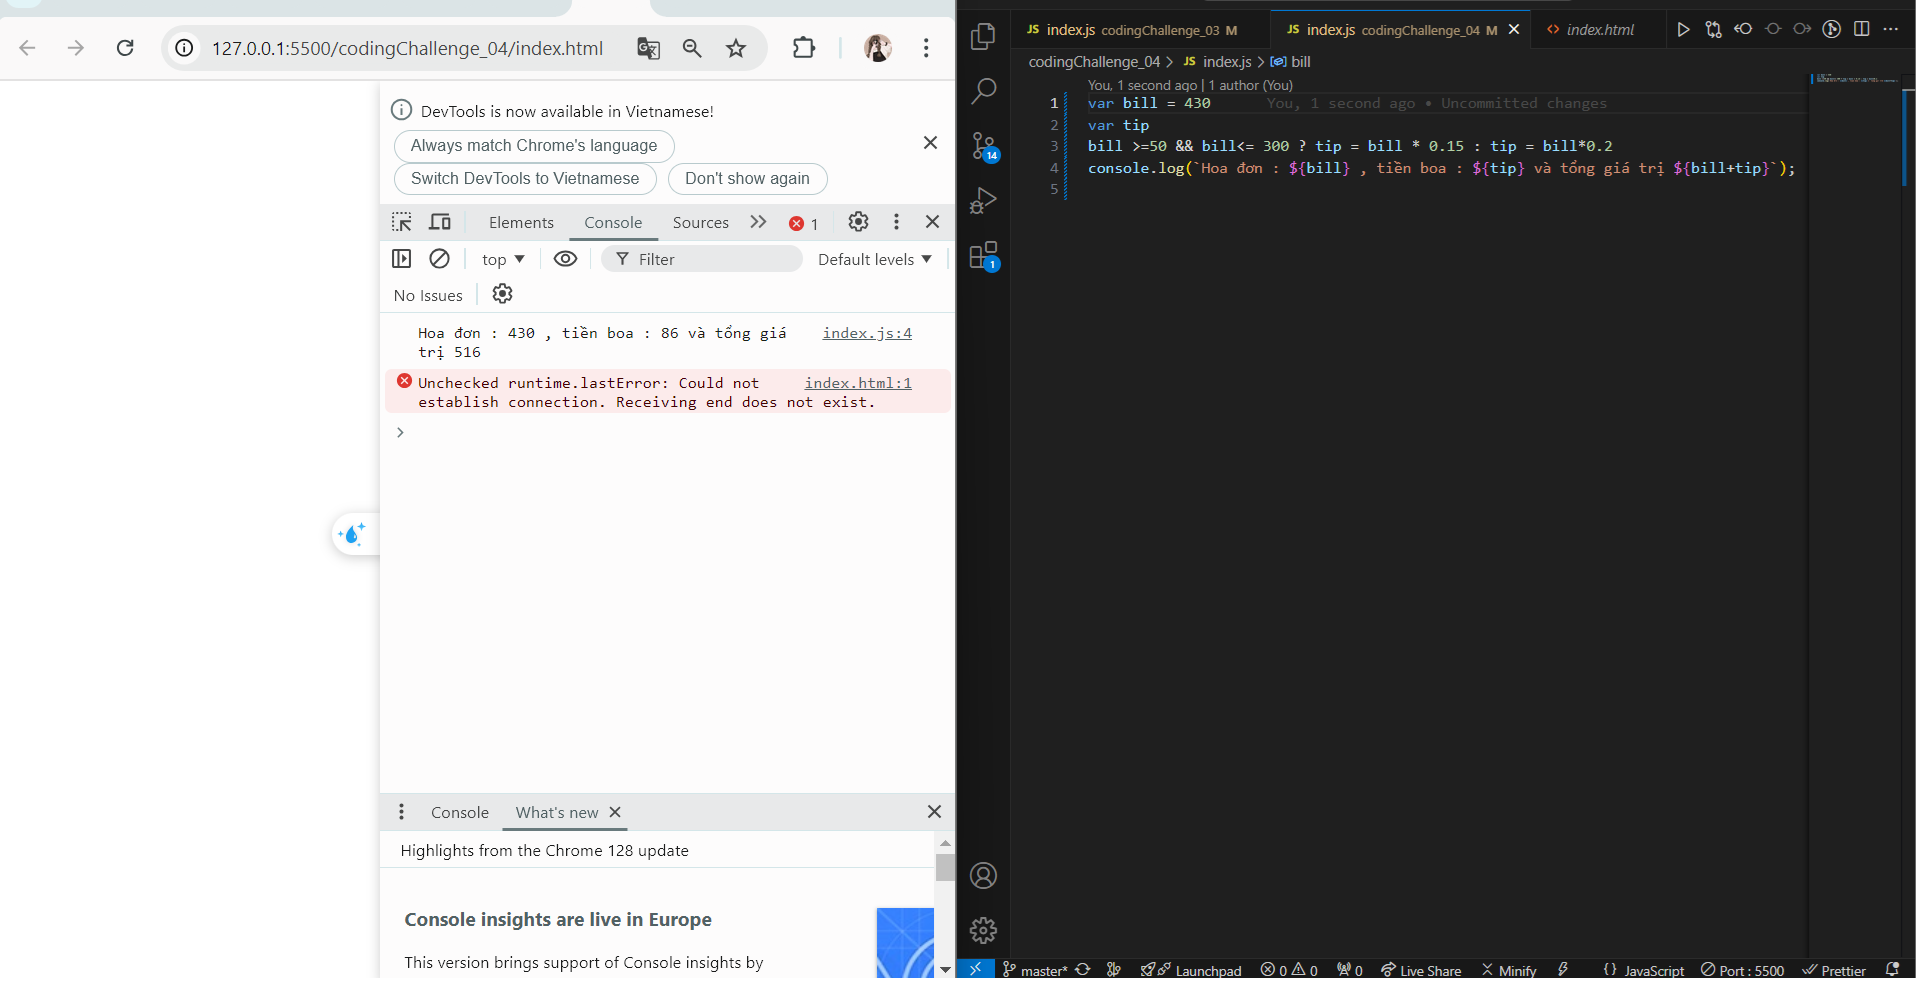 127.0.0.1:5500/codingChallenge_04/index.html
DevTools is now available in Vietnamese!
Always match Chrome's language
Switch DevTools to Vietnamese
Don't show again
Elements
Console
Sources
1
top
Filter
Default levels
No Issues
Hoa đơn : 430 , tiền boa : 86 và tổng giá
index.js:4
trị 516
Unchecked runtime.lastError: Could not
index.html:1
establish connection. Receiving end does not exist.
Console
What's new
Highlights from the Chrome 128 update
Console insights are live in Europe
This version brings support of Console insights by
JS index.js codingChallenge_03 M
JS index.js codingChallenge_04 M
index.html
codingChallenge_04 > JS index.js > bill
You, 1 second ago | 1 author (You)
1 var bill = 430 You, 1 second ago • Uncommitted changes
2 var tip
3 bill >=50 && bill<= 300 ? tip = bill * 0.15 : tip = bill*0.2
4 console.log(`Hoa đơn : ${bill} , tiền boa : ${tip} và tổng giá trị ${bill+tip}`);
5
14
1
master*
Launchpad
0
0
0
Live Share
Minify
{ } JavaScript
Port : 5500
Prettier